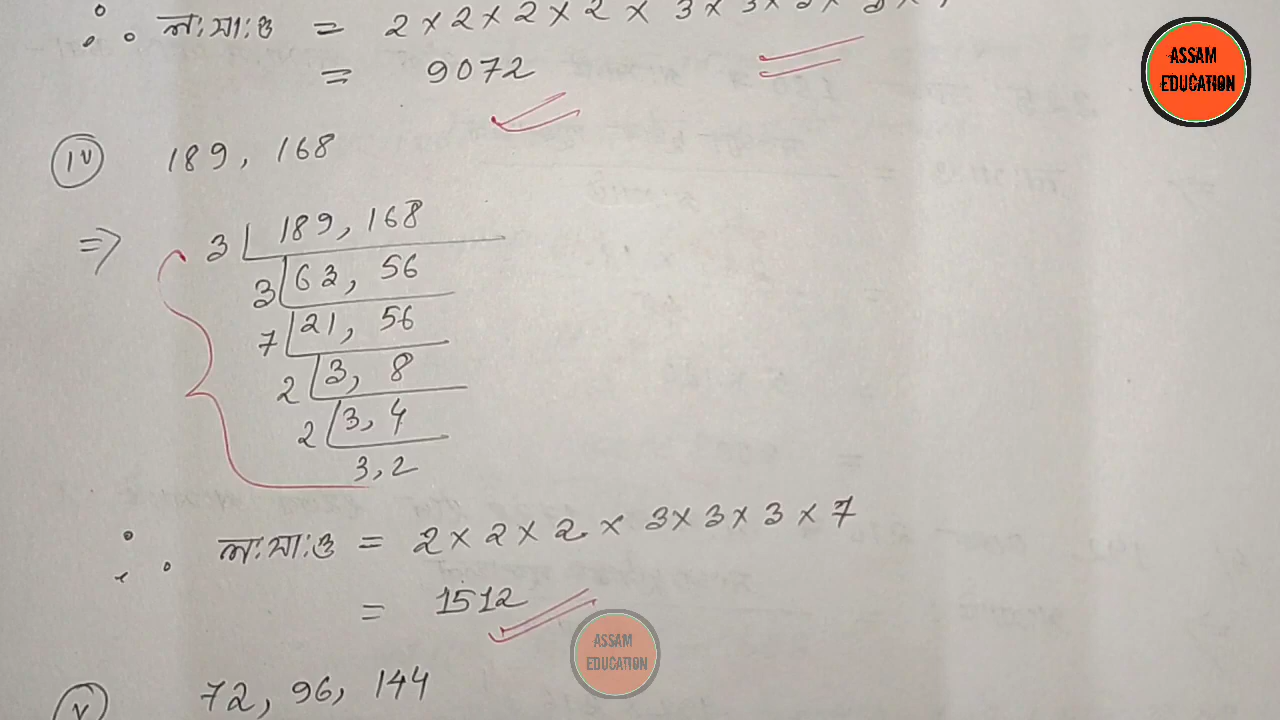 ∴ ল:সা:গু = 2 × 2 × 2 × 2 × 3 × 3 ×
= 9072
ASSAM
EDUCATION
(iv) 189, 168
⇒ 3 | 189, 168
3 | 63, 56
7 | 21, 56
2 | 3, 8
2 | 3, 4
3, 2
∴ ল:সা:গু = 2 × 2 × 2 × 3 × 3 × 3 × 7
= 1512
ASSAM
EDUCATION
(v) 72, 96, 144